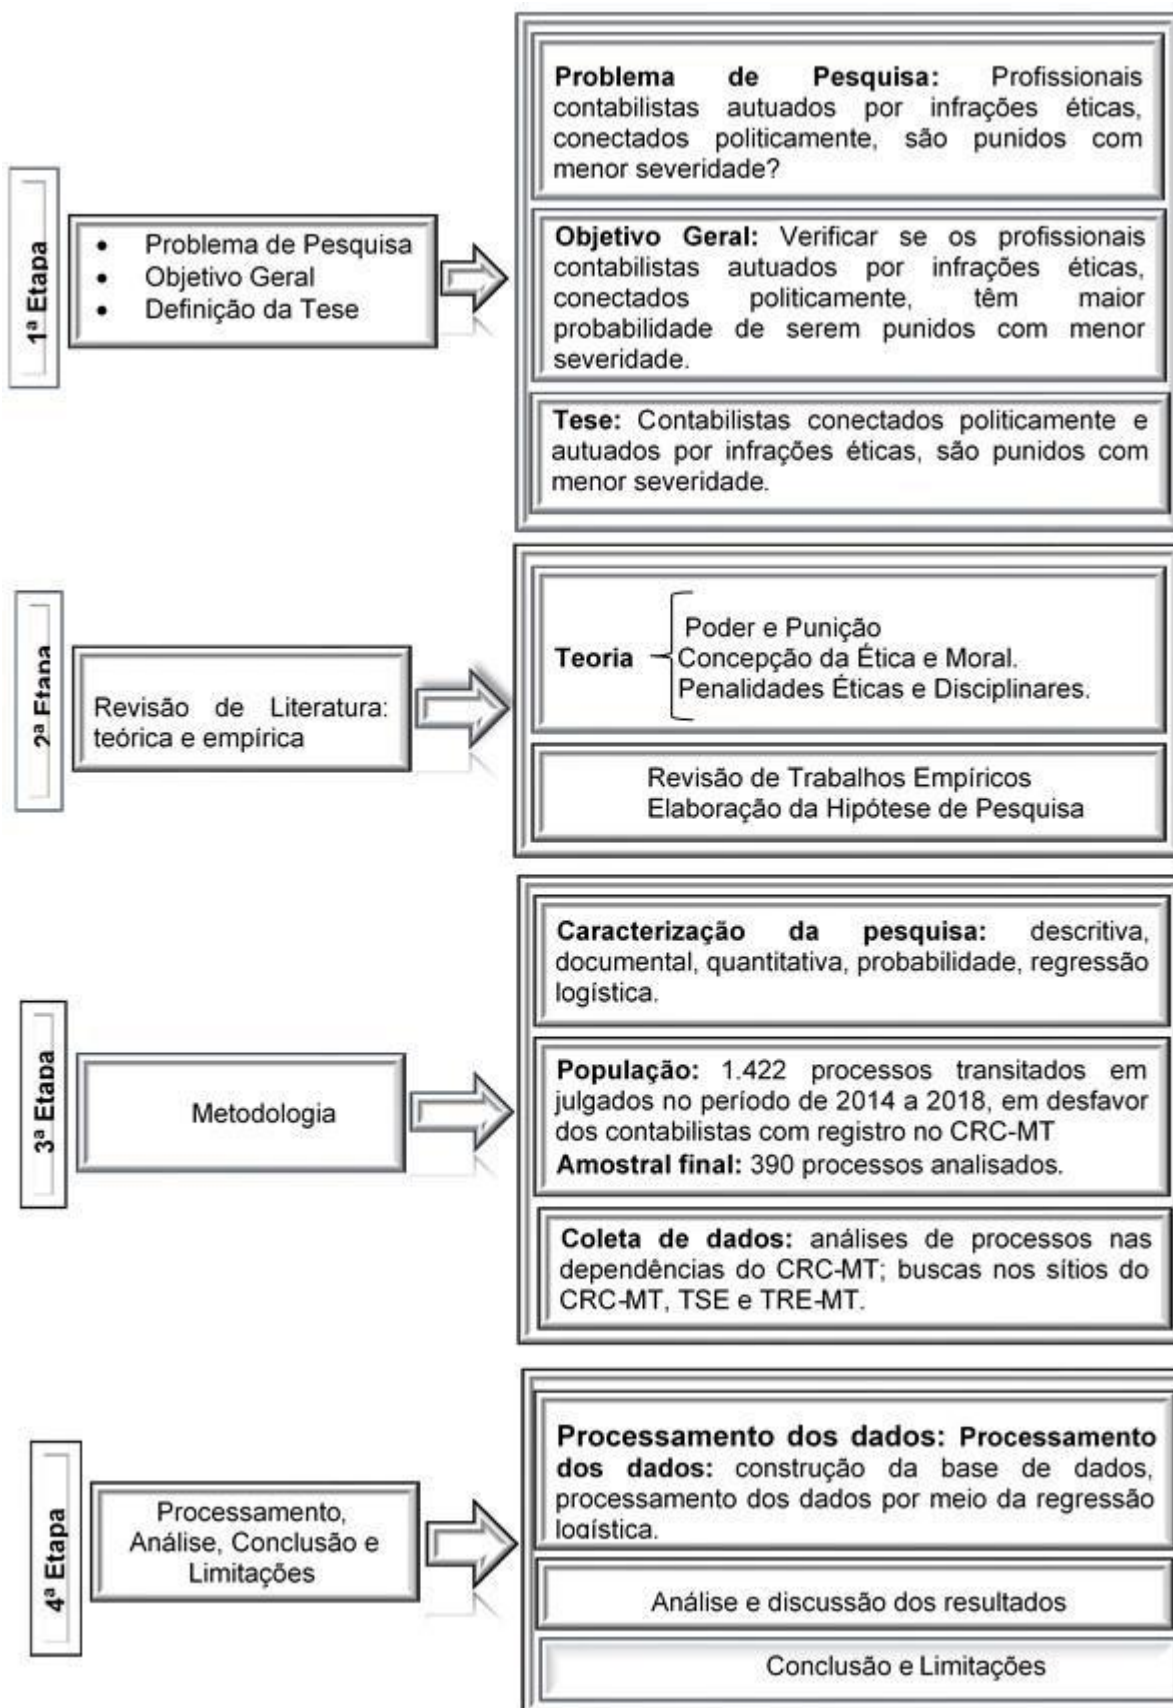 1ª Etapa
• Problema de Pesquisa
• Objetivo Geral
• Definição da Tese
Problema de Pesquisa: Profissionais
contabilistas autuados por infrações éticas,
conectados politicamente, são punidos com
menor severidade?
Objetivo Geral: Verificar se os profissionais
contabilistas autuados por infrações éticas,
conectados politicamente, têm maior
probabilidade de serem punidos com menor
severidade.
Tese: Contabilistas conectados politicamente e
autuados por infrações éticas, são punidos com
menor severidade.
2ª Etapa
Revisão de Literatura:
teórica e empírica
Teoria
Poder e Punição
Concepção da Ética e Moral.
Penalidades Éticas e Disciplinares.
Revisão de Trabalhos Empíricos
Elaboração da Hipótese de Pesquisa
3ª Etapa
Metodologia
Caracterização da pesquisa: descritiva,
documental, quantitativa, probabilidade, regressão
logística.
População: 1.422 processos transitados em
julgados no período de 2014 a 2018, em desfavor
dos contabilistas com registro no CRC-MT
Amostral final: 390 processos analisados.
Coleta de dados: análises de processos nas
dependências do CRC-MT; buscas nos sítios do
CRC-MT, TSE e TRE-MT.
4ª Etapa
Processamento,
Análise, Conclusão e
Limitações
Processamento dos dados: Processamento
dos dados: construção da base de dados,
processamento dos dados por meio da regressão
logística.
Análise e discussão dos resultados
Conclusão e Limitações